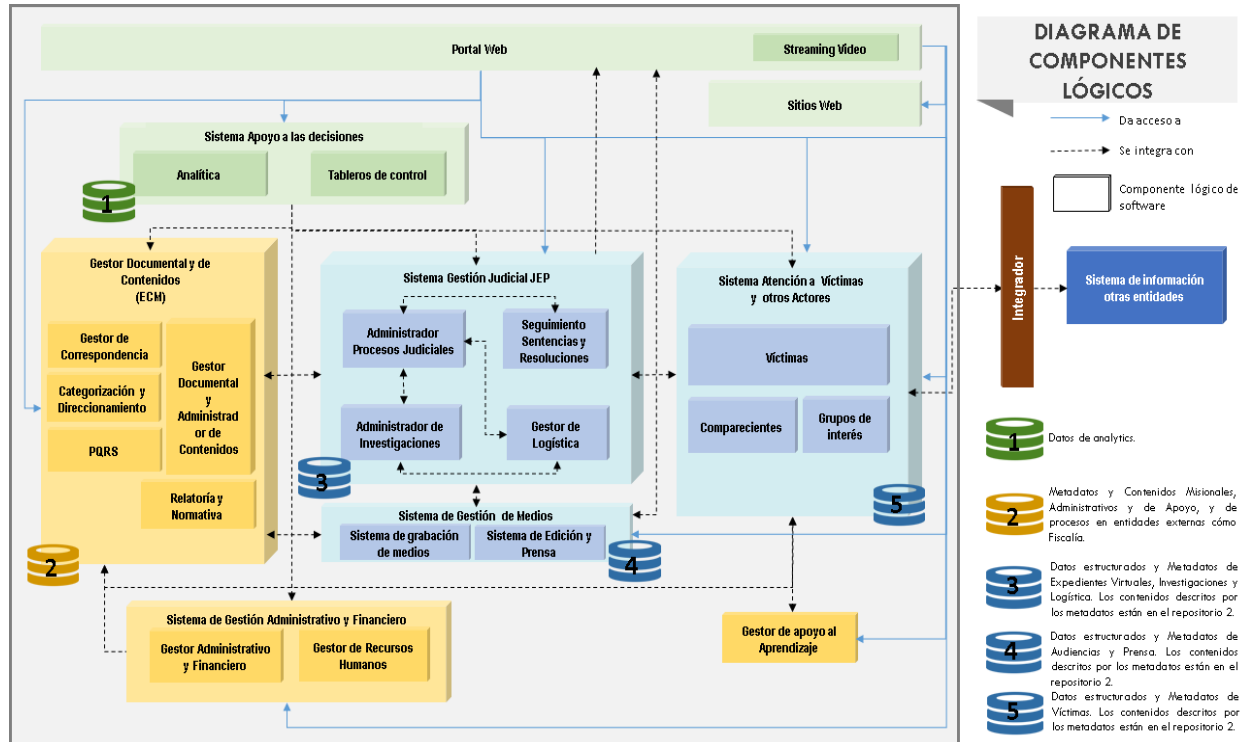 Portal Web
Streaming Video
Sitios Web
Sistema Apoyo a las decisiones
Analítica
Tableros de control
1
Gestor Documental y de
Contenidos
(ECM)
Gestor de
Correspondencia
Categorización y
Direccionamiento
PQRS
Gestor
Documental
y
Administrad
or de
Contenidos
Relatoría y
Normativa
2
Sistema Gestión Judicial JEP
Administrador
Procesos Judiciales
Seguimiento
Sentencias y
Resoluciones
Administrador de
Investigaciones
Gestor de
Logística
3
Sistema de Gestión de Medios
Sistema de grabación
de medios
Sistema de Edición y
Prensa
4
Sistema Atención a Víctimas
y otros Actores
Víctimas
Comparecientes
Grupos de
interés
5
Sistema de Gestión Administrativo y Financiero
Gestor Administrativo
y Financiero
Gestor de Recursos
Humanos
Gestor de apoyo al
Aprendizaje
DIAGRAMA DE
COMPONENTES
LÓGICOS
Da acceso a
Se integra con
Componente lógico de
software
Integrador
Sistema de información
otras entidades
1
Datos de analytics.
2
Metadatos y Contenidos Misionales,
Administrativos y de Apoyo, y de
procesos en entidades externas cómo
Fiscalía.
3
Datos estructurados y Metadatos de
Expedientes Virtuales, Investigaciones y
Logística. Los contenidos descritos por
los metadatos están en el repositorio 2.
4
Datos estructurados y Metadatos de
Audiencias y Prensa. Los contenidos
descritos por los metadatos están en el
repositorio 2.
5
Datos estructurados y Metadatos de
Víctimas. Los contenidos descritos por
los metadatos están en el repositorio 2.